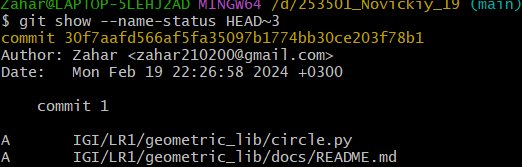 Zahar@LAPTOP-5LEHJ2AD MINGW64 /d/253501_Novickiy_19 (main)
$ git show --name-status HEAD~3
commit 30f7aafd566af5fa35097b1774bb30ce203f78b1
Author: Zahar <zahar210200@gmail.com>
Date:   Mon Feb 19 22:26:58 2024 +0300
commit 1
A       IGI/LR1/geometric_lib/circle.py
A       IGI/LR1/geometric_lib/docs/README.md